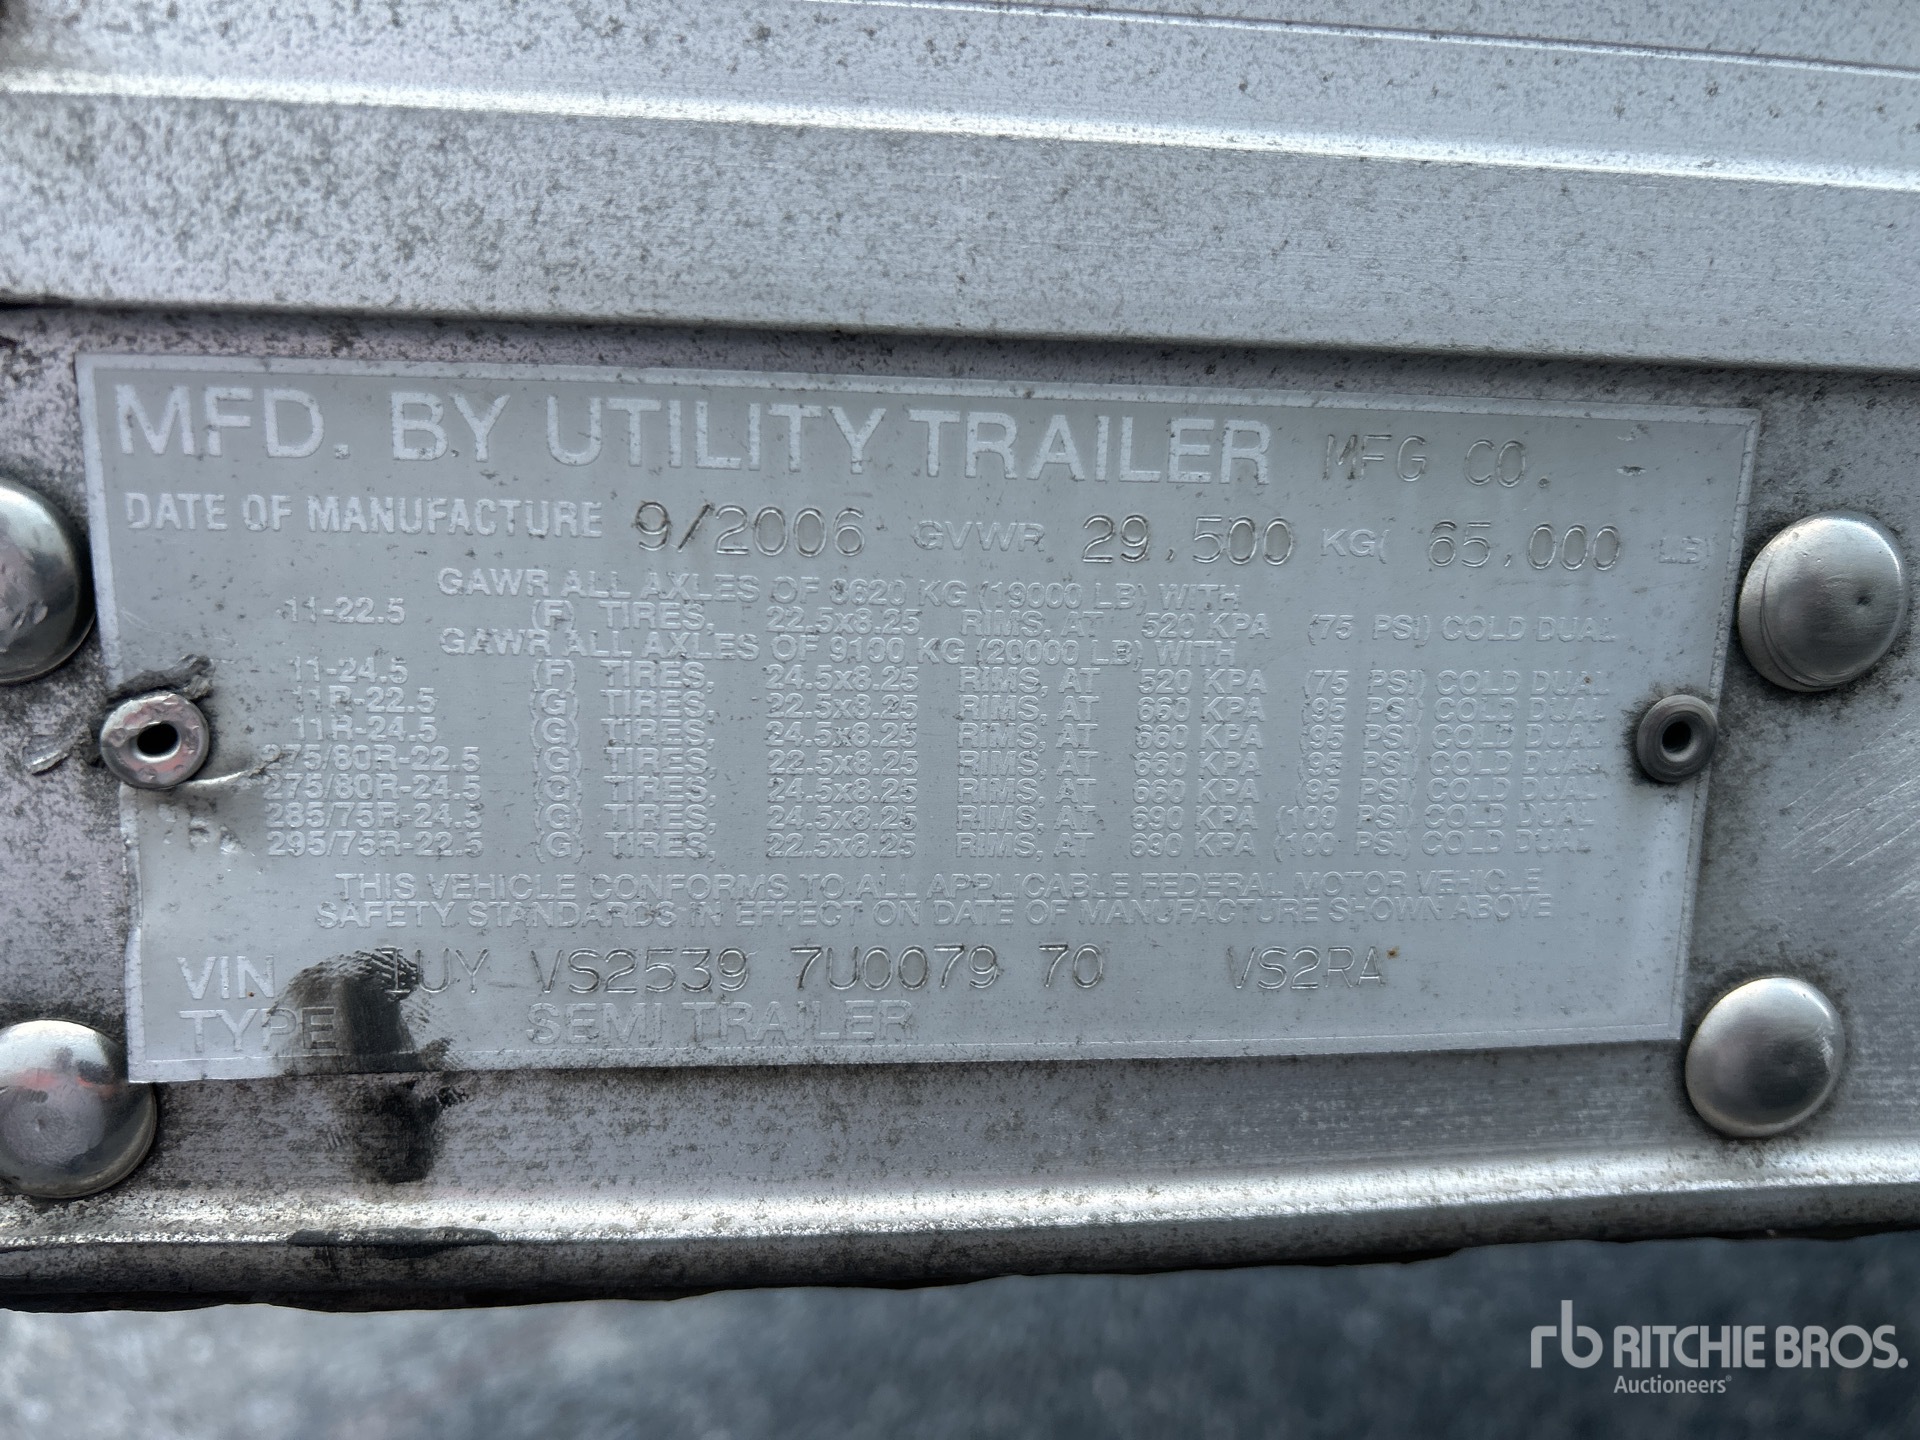 MFD. BY UTILITY TRAILER MFG CO.
DATE OF MANUFACTURE 9/2006 GVWR 29,500 KG( 65,000 LB)
GAWR ALL AXLES OF 8620 KG (19000 LB) WITH
11-22.5 (F) TIRES, 22.5x8.25 RIMS, AT 520 KPA (75 PSI) COLD DUAL
GAWR ALL AXLES OF 9100 KG (20000 LB) WITH
11-24.5 (F) TIRES, 24.5x8.25 RIMS, AT 520 KPA (75 PSI) COLD DUAL
11R-22.5 (G) TIRES, 22.5x8.25 RIMS, AT 660 KPA (95 PSI) COLD DUAL
11R-24.5 (G) TIRES, 24.5x8.25 RIMS, AT 660 KPA (95 PSI) COLD DUAL
275/80R-22.5 (G) TIRES, 22.5x8.25 RIMS, AT 660 KPA (95 PSI) COLD DUAL
275/80R-24.5 (G) TIRES, 24.5x8.25 RIMS, AT 660 KPA (95 PSI) COLD DUAL
285/75R-24.5 (G) TIRES, 24.5x8.25 RIMS, AT 690 KPA (100 PSI) COLD DUAL
295/75R-22.5 (G) TIRES, 22.5x8.25 RIMS, AT 690 KPA (100 PSI) COLD DUAL
THIS VEHICLE CONFORMS TO ALL APPLICABLE FEDERAL MOTOR VEHICLE
SAFETY STANDARDS IN EFFECT ON DATE OF MANUFACTURE SHOWN ABOVE
VIN 1UY VS2539 7U0079 70 VS2RA
TYPE SEMI TRAILER
rb RITCHIE BROS.
Auctioneers®